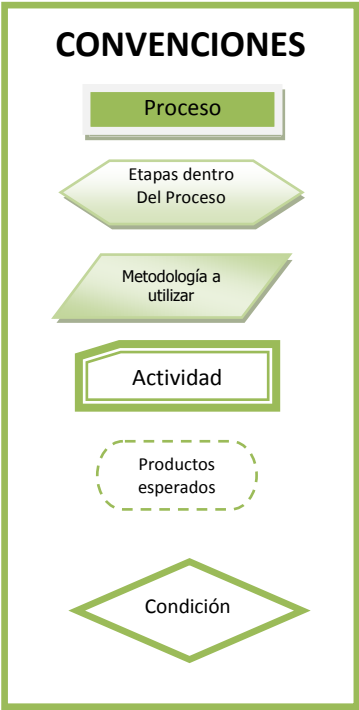 CONVENCIONES
Proceso
Etapas dentro
Del Proceso
Metodología a
utilizar
Actividad
Productos
esperados
Condición